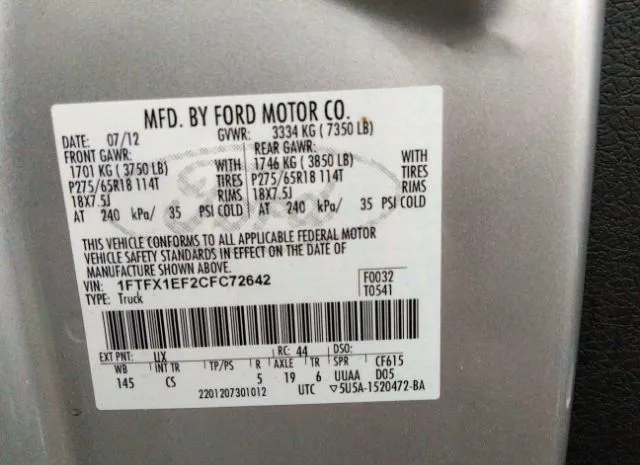 MFD. BY FORD MOTOR CO.
DATE: 07/12 GVWR: 3334 KG ( 7350 LB)
FRONT GAWR: REAR GAWR:
1701 KG ( 3750 LB) WITH 1746 KG ( 3850 LB) WITH
P275/65R18 114T TIRES P275/65R18 114T TIRES
18X7.5J RIMS 18X7.5J RIMS
AT 240 kPa/ 35 PSI COLD AT 240 kPa/ 35 PSI COLD
THIS VEHICLE CONFORMS TO ALL APPLICABLE FEDERAL MOTOR
VEHICLE SAFETY STANDARDS IN EFFECT ON THE DATE OF
MANUFACTURE SHOWN ABOVE.
VIN: 1FTFX1EF2CFC72642 F0032
TYPE: Truck T0541
EXT PNT: UX RC: 44 DSO:
WB INT TR TP/PS R AXLE TR SPR CF615
145 CS 5 19 6 UUAA D05
2201207301012 UTC ▽5U5A-1520472-BA
Ford